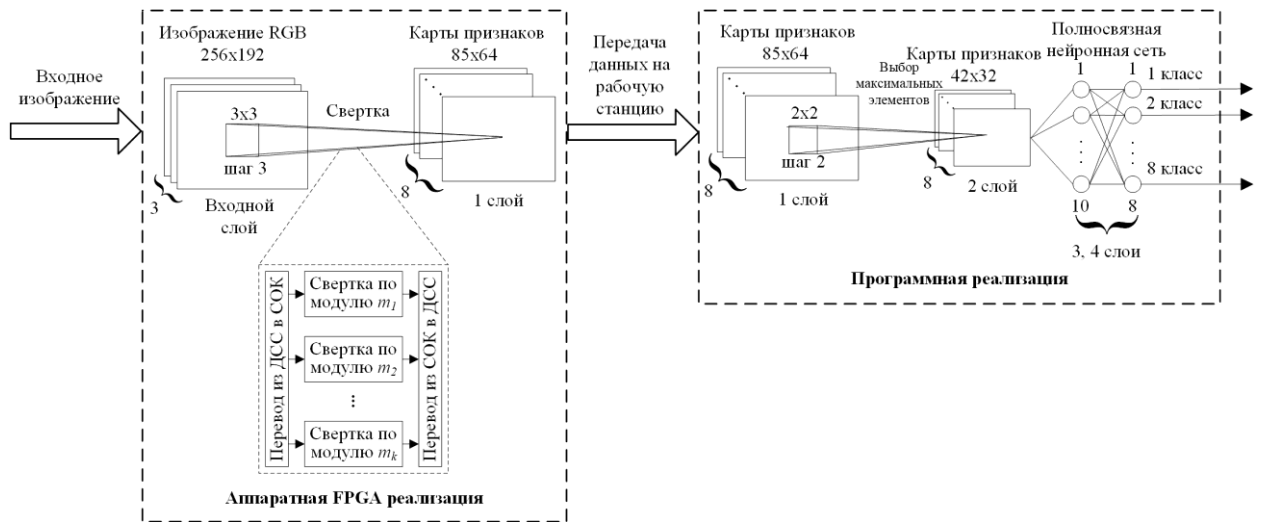 Входное
изображение
Изображение RGB
256x192
3x3
шаг 3
3
Входной
слой
Свертка
Карты признаков
85x64
8
1 слой
Перевод из ДСС в СОК
Свертка по
модулю m1
Свертка по
модулю m2
...
Свертка по
модулю mk
Перевод из СОК в ДСС
Аппаратная FPGA реализация
Передача
данных на
рабочую
станцию
Карты признаков
85x64
2x2
шаг 2
8
1 слой
Выбор
максимальных
элементов
Карты признаков
42x32
8
2 слой
Полносвязная
нейронная сеть
1
1
1 класс
2 класс
8 класс
10
8
3, 4 слои
Программная реализация